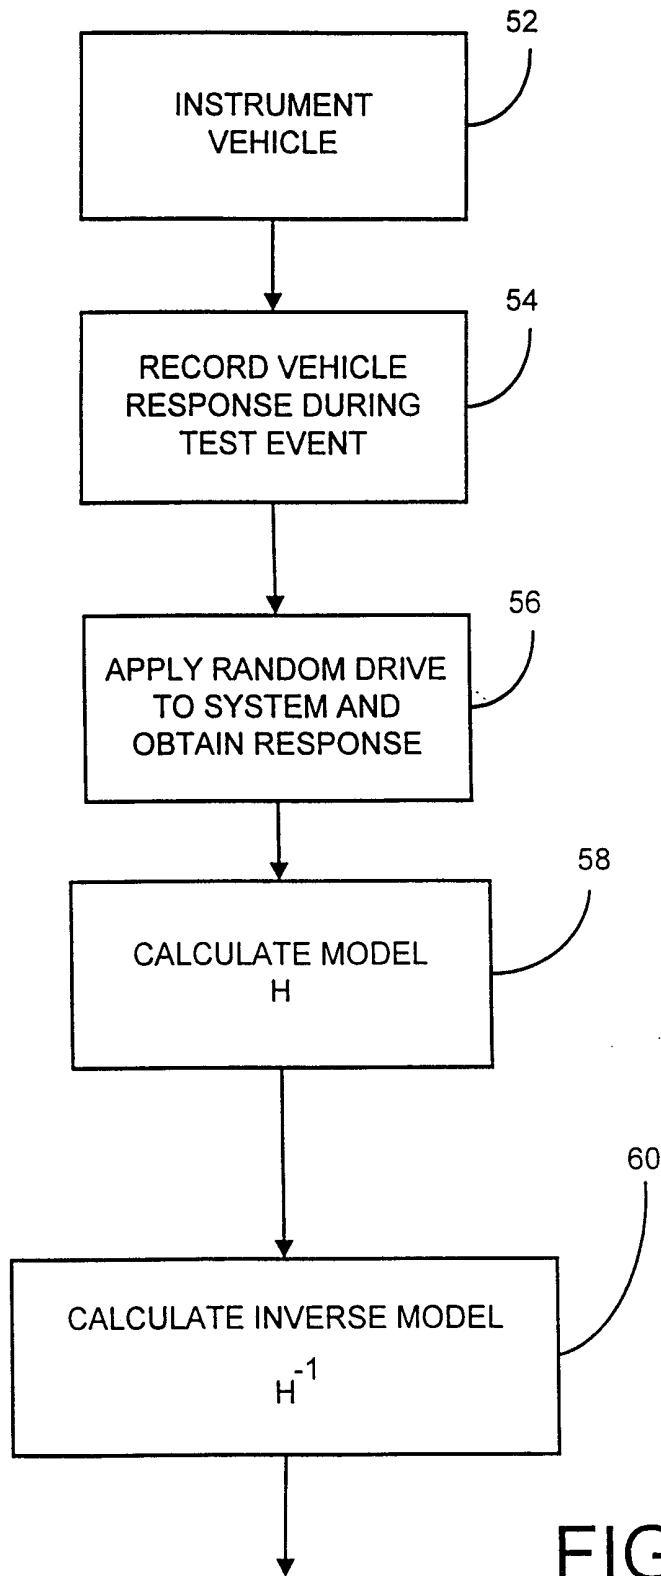 52
INSTRUMENT
VEHICLE
54
RECORD VEHICLE
RESPONSE DURING
TEST EVENT
56
APPLY RANDOM DRIVE
TO SYSTEM AND
OBTAIN RESPONSE
58
CALCULATE MODEL
H
60
CALCULATE INVERSE MODEL
H-1
FIG